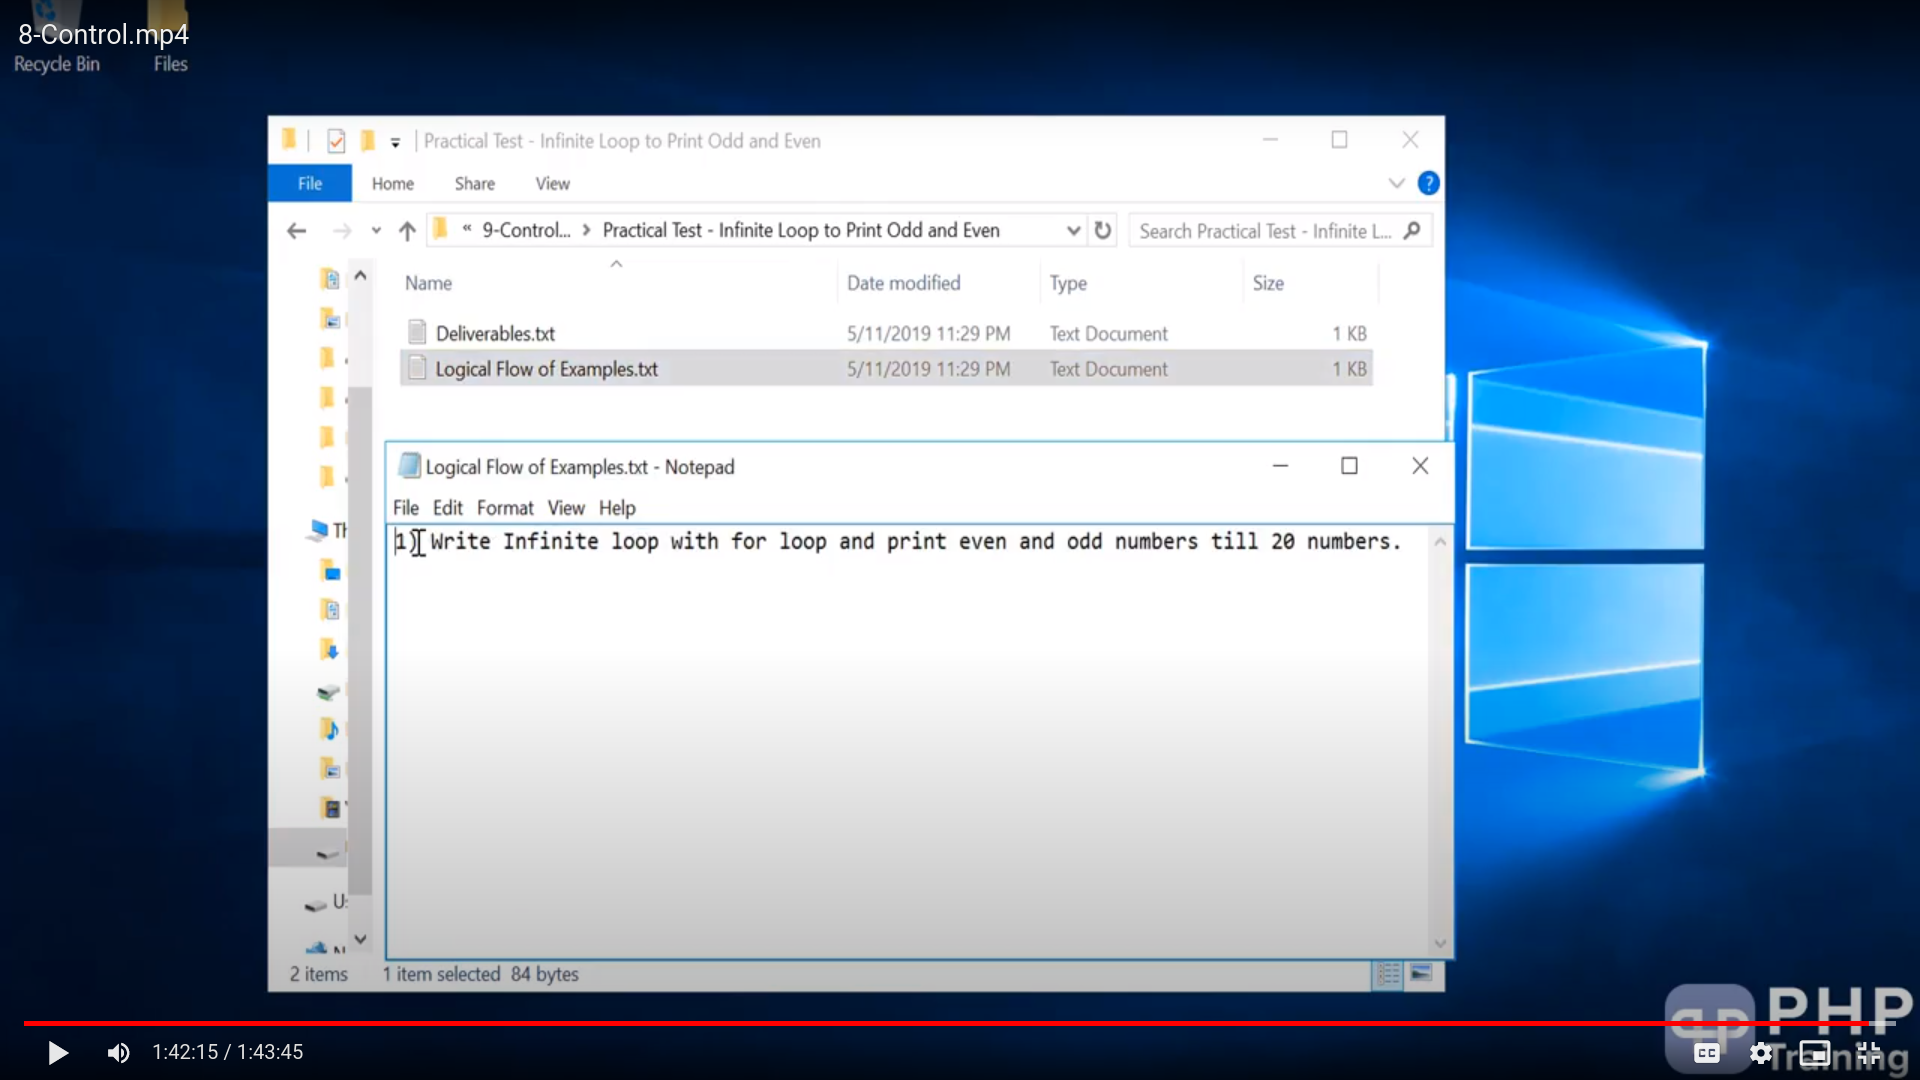 8-Control.mp4
Recycle Bin
Files
Practical Test - Infinite Loop to Print Odd and Even
File Home Share View
« 9-Control... > Practical Test - Infinite Loop to Print Odd and Even
Search Practical Test - Infinite L...
Name Date modified Type Size
Deliverables.txt 5/11/2019 11:29 PM Text Document 1 KB
Logical Flow of Examples.txt 5/11/2019 11:29 PM Text Document 1 KB
Logical Flow of Examples.txt - Notepad
File Edit Format View Help
1) Write Infinite loop with for loop and print even and odd numbers till 20 numbers.
2 items 1 item selected 84 bytes
PHP
Training
1:42:15 / 1:43:45
CC